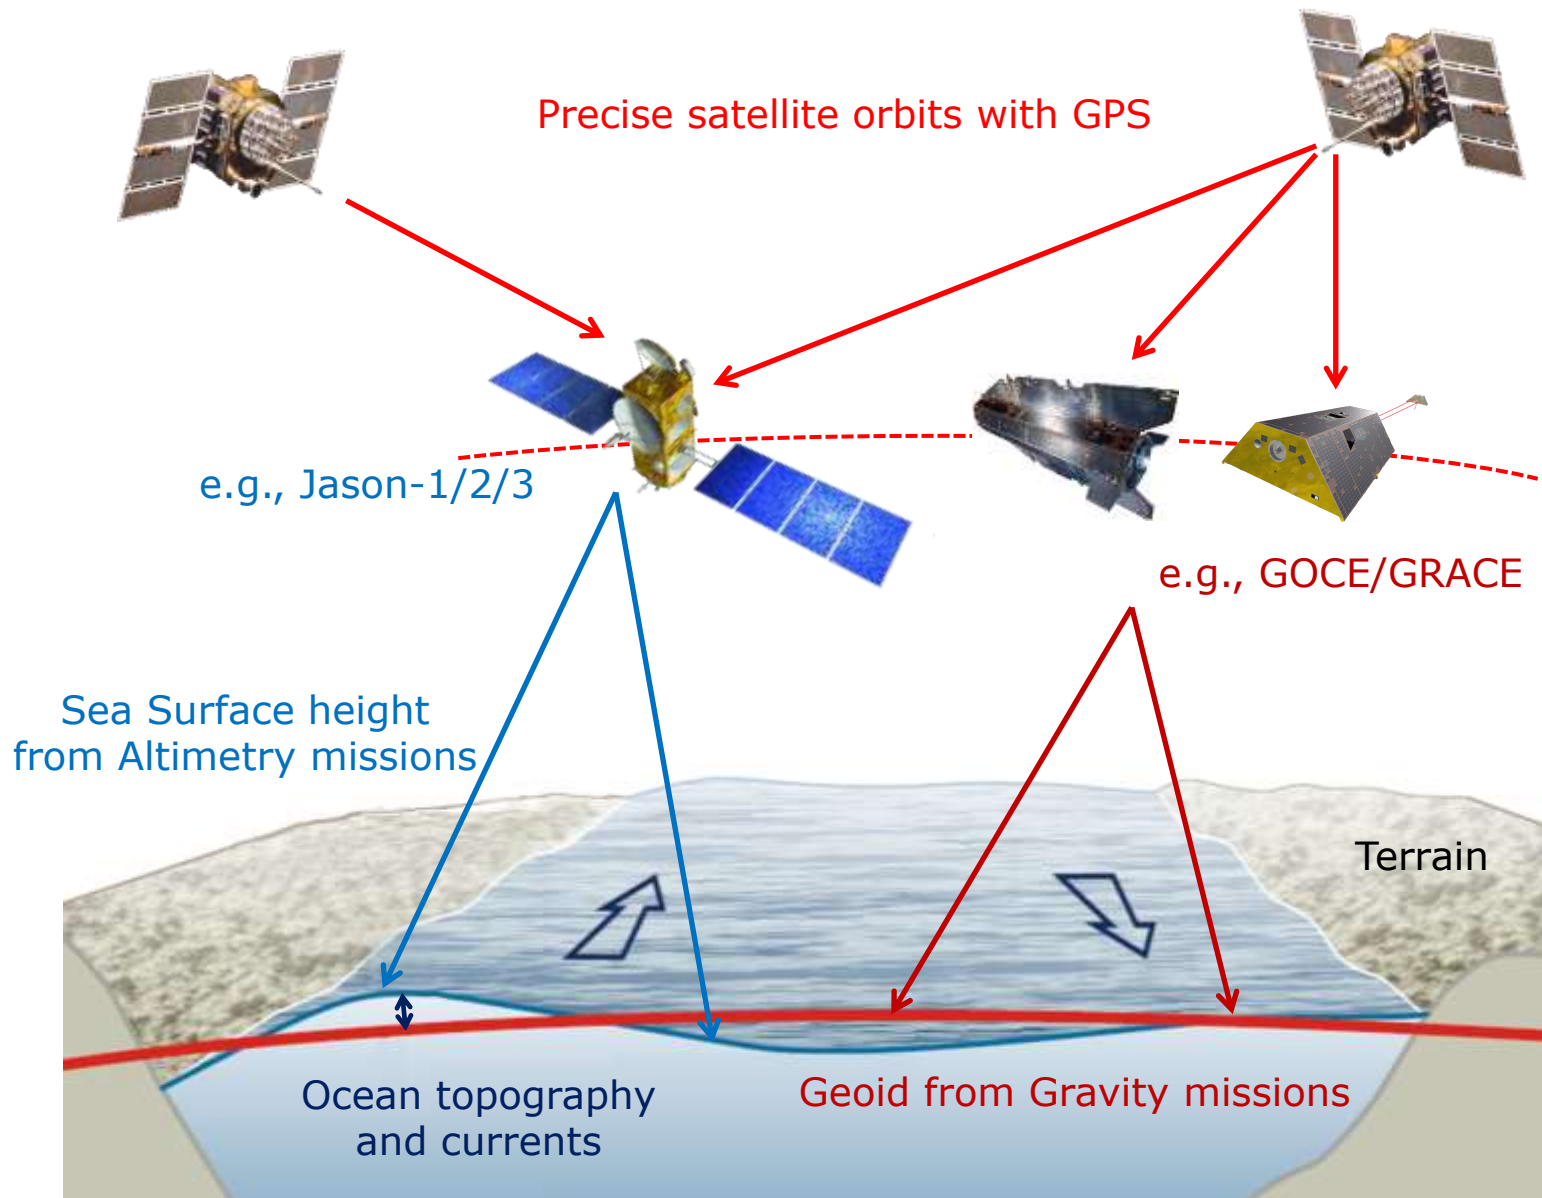 Precise satellite orbits with GPS
e.g., Jason-1/2/3
e.g., GOCE/GRACE
Sea Surface height
from Altimetry missions
Terrain
Ocean topography
and currents
Geoid from Gravity missions